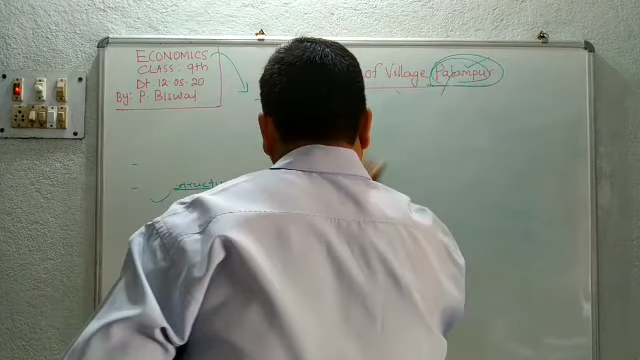 ECONOMICS
CLASS: 9th
Dt 12.05.20
By: P. Biswal
of Village Palampur